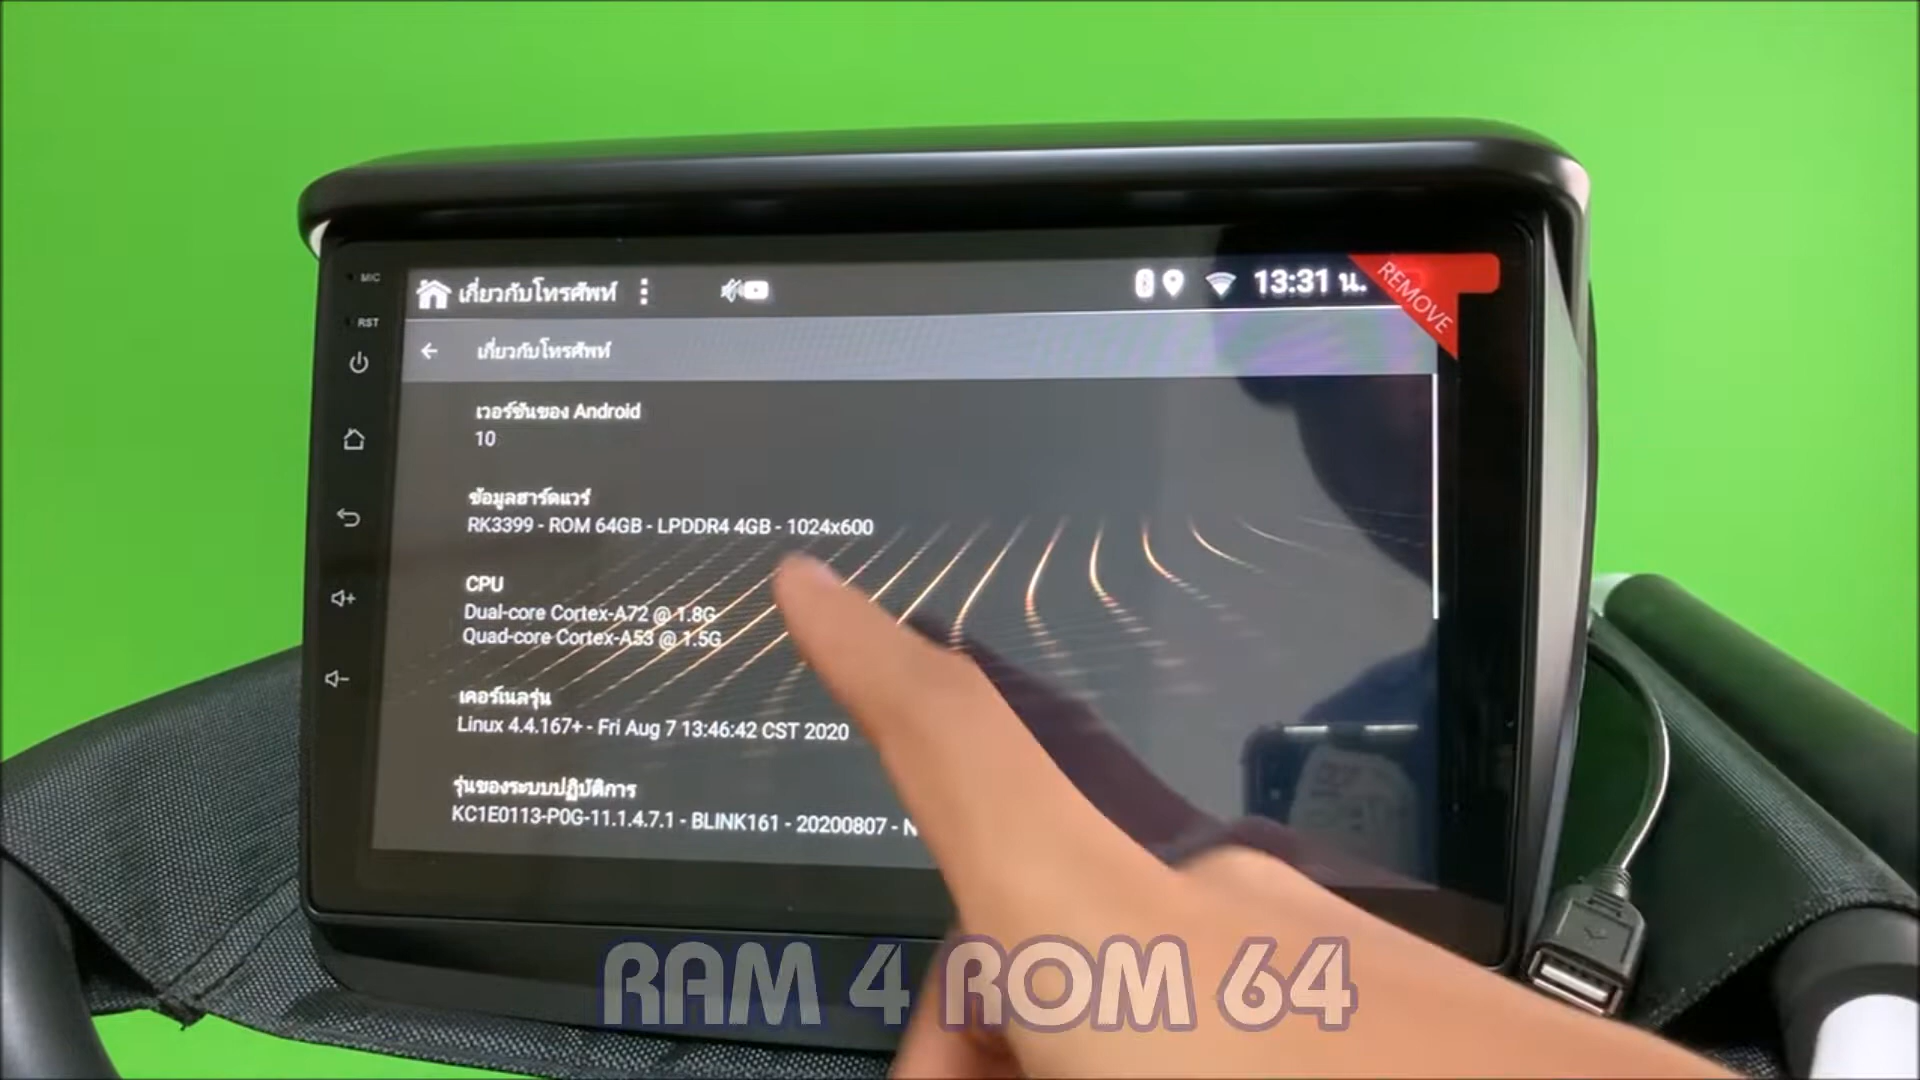 MIC
RST
เกี่ยวกับโทรศัพท์
13:31 น.
REMOVE
เกี่ยวกับโทรศัพท์
เวอร์ชันของ Android
10
ข้อมูลฮาร์ดแวร์
RK3399 - ROM 64GB - LPDDR4 4GB - 1024x600
CPU
Dual-core Cortex-A72 @ 1.8G
Quad-core Cortex-A53 @ 1.5G
เคอร์เนลรุ่น
Linux 4.4.167+ - Fri Aug 7 13:46:42 CST 2020
รุ่นของระบบปฏิบัติการ
KC1E0113-P0G-11.1.4.7.1 - BLINK161 - 20200807 - N
RAM 4 ROM 64